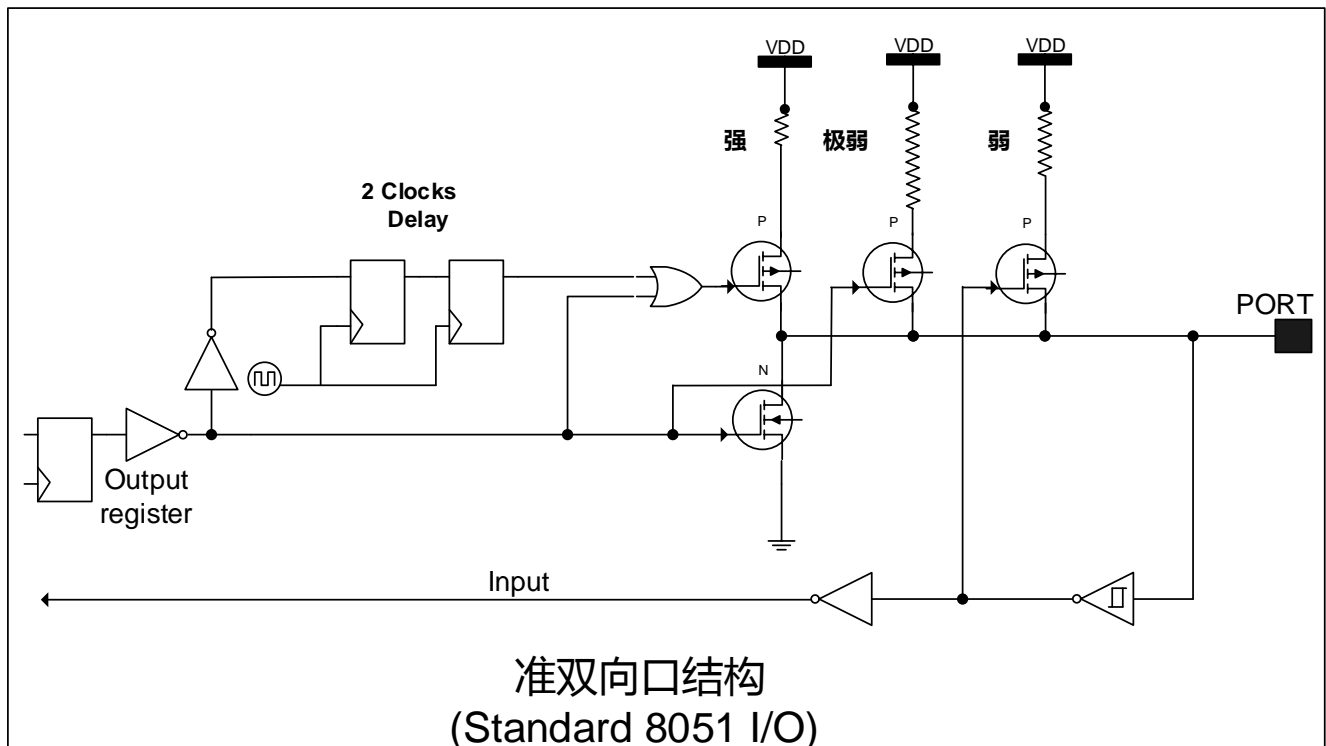 VDD
VDD
VDD
强
极弱
弱
2 Clocks
Delay
P
P
P
PORT
N
Output
register
Input
准双向口结构
(Standard 8051 I/O)